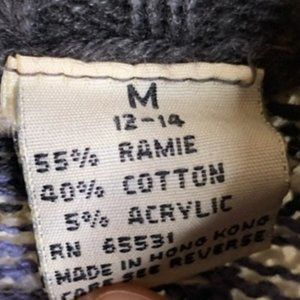 M
12-14
55% RAMIE
40% COTTON
5% ACRYLIC
RN 65531
MADE IN HONG KONG
CARE SEE REVERSE